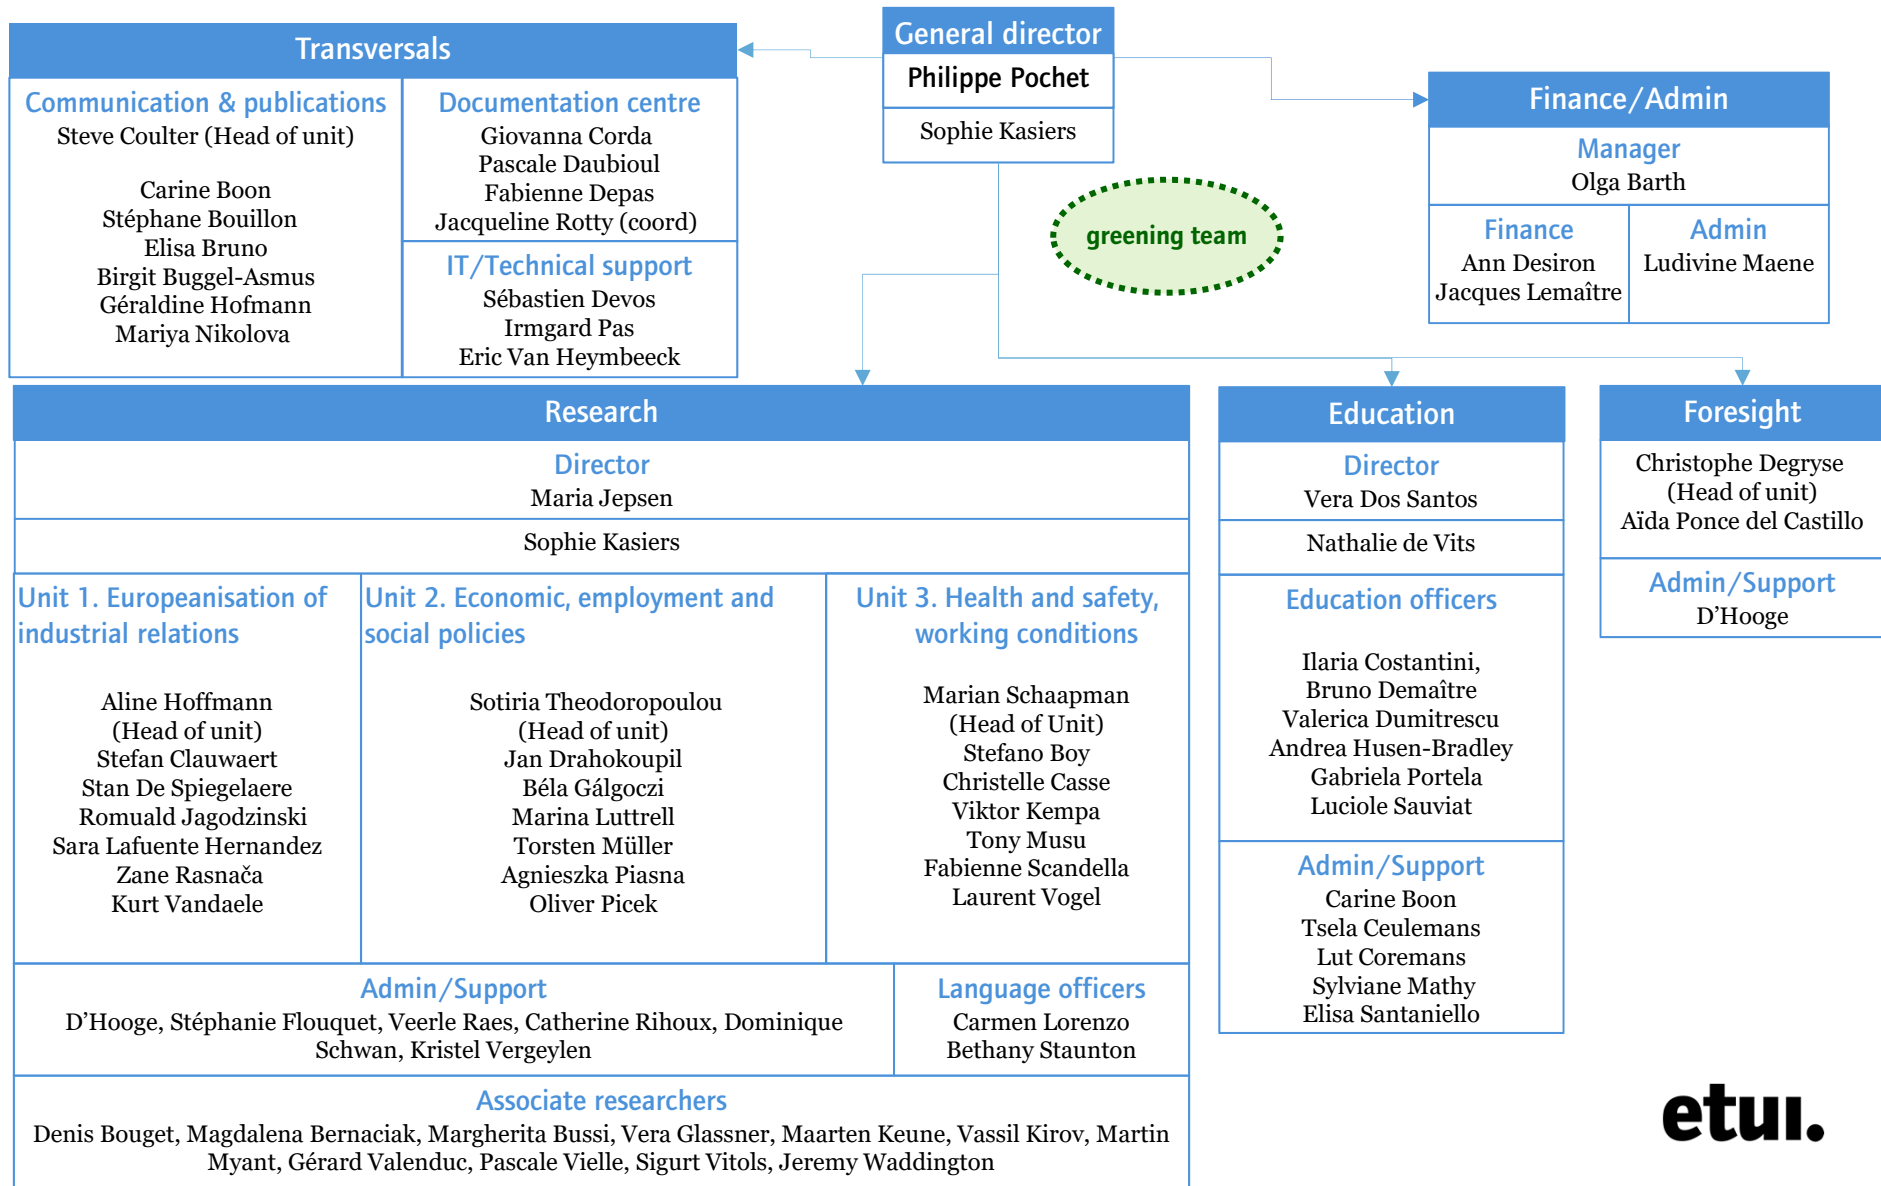 Transversals
Communication & publications
Steve Coulter (Head of unit)
Carine Boon
Stéphane Bouillon
Elisa Bruno
Birgit Buggel-Asmus
Géraldine Hofmann
Mariya Nikolova
Documentation centre
Giovanna Corda
Pascale Daubioul
Fabienne Depas
Jacqueline Rotty (coord)
IT/Technical support
Sébastien Devos
Irmgard Pas
Eric Van Heymbeeck
General director
Philippe Pochet
Sophie Kasiers
greening team
Finance/Admin
Manager
Olga Barth
Finance
Ann Desiron
Jacques Lemaître
Admin
Ludivine Maene
Research
Director
Maria Jepsen
Sophie Kasiers
Unit 1. Europeanisation of
industrial relations
Aline Hoffmann
(Head of unit)
Stefan Clauwaert
Stan De Spiegelaere
Romuald Jagodzinski
Sara Lafuente Hernandez
Zane Rasnača
Kurt Vandaele
Unit 2. Economic, employment and
social policies
Sotiria Theodoropoulou
(Head of unit)
Jan Drahokoupil
Béla Gálgoczi
Marina Luttrell
Torsten Müller
Agnieszka Piasna
Oliver Picek
Unit 3. Health and safety,
working conditions
Marian Schaapman
(Head of Unit)
Stefano Boy
Christelle Casse
Viktor Kempa
Tony Musu
Fabienne Scandella
Laurent Vogel
Admin/Support
D'Hooge, Stéphanie Flouquet, Veerle Raes, Catherine Rihoux, Dominique
Schwan, Kristel Vergeylen
Language officers
Carmen Lorenzo
Bethany Staunton
Associate researchers
Denis Bouget, Magdalena Bernaciak, Margherita Bussi, Vera Glassner, Maarten Keune, Vassil Kirov, Martin
Myant, Gérard Valenduc, Pascale Vielle, Sigurt Vitols, Jeremy Waddington
Education
Director
Vera Dos Santos
Nathalie de Vits
Education officers
Ilaria Costantini,
Bruno Demaître
Valerica Dumitrescu
Andrea Husen-Bradley
Gabriela Portela
Luciole Sauviat
Admin/Support
Carine Boon
Tsela Ceulemans
Lut Coremans
Sylviane Mathy
Elisa Santaniello
Foresight
Christophe Degryse
(Head of unit)
Aïda Ponce del Castillo
Admin/Support
D'Hooge
etui.